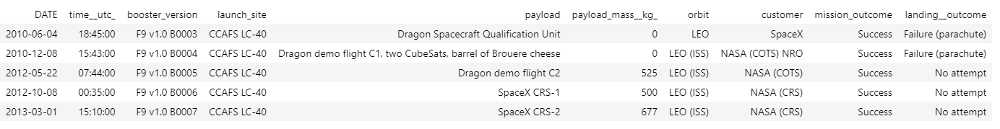 DATE time__utc_ booster_version launch_site payload payload_mass__kg_ orbit customer mission_outcome landing__outcome
2010-06-04 18:45:00 F9 v1.0 B0003 CCAFS LC-40 Dragon Spacecraft Qualification Unit 0 LEO SpaceX Success Failure (parachute)
2010-12-08 15:43:00 F9 v1.0 B0004 CCAFS LC-40 Dragon demo flight C1, two CubeSats, barrel of Brouere cheese 0 LEO (ISS) NASA (COTS) NRO Success Failure (parachute)
2012-05-22 07:44:00 F9 v1.0 B0005 CCAFS LC-40 Dragon demo flight C2 525 LEO (ISS) NASA (COTS) Success No attempt
2012-10-08 00:35:00 F9 v1.0 B0006 CCAFS LC-40 SpaceX CRS-1 500 LEO (ISS) NASA (CRS) Success No attempt
2013-03-01 15:10:00 F9 v1.0 B0007 CCAFS LC-40 SpaceX CRS-2 677 LEO (ISS) NASA (CRS) Success No attempt